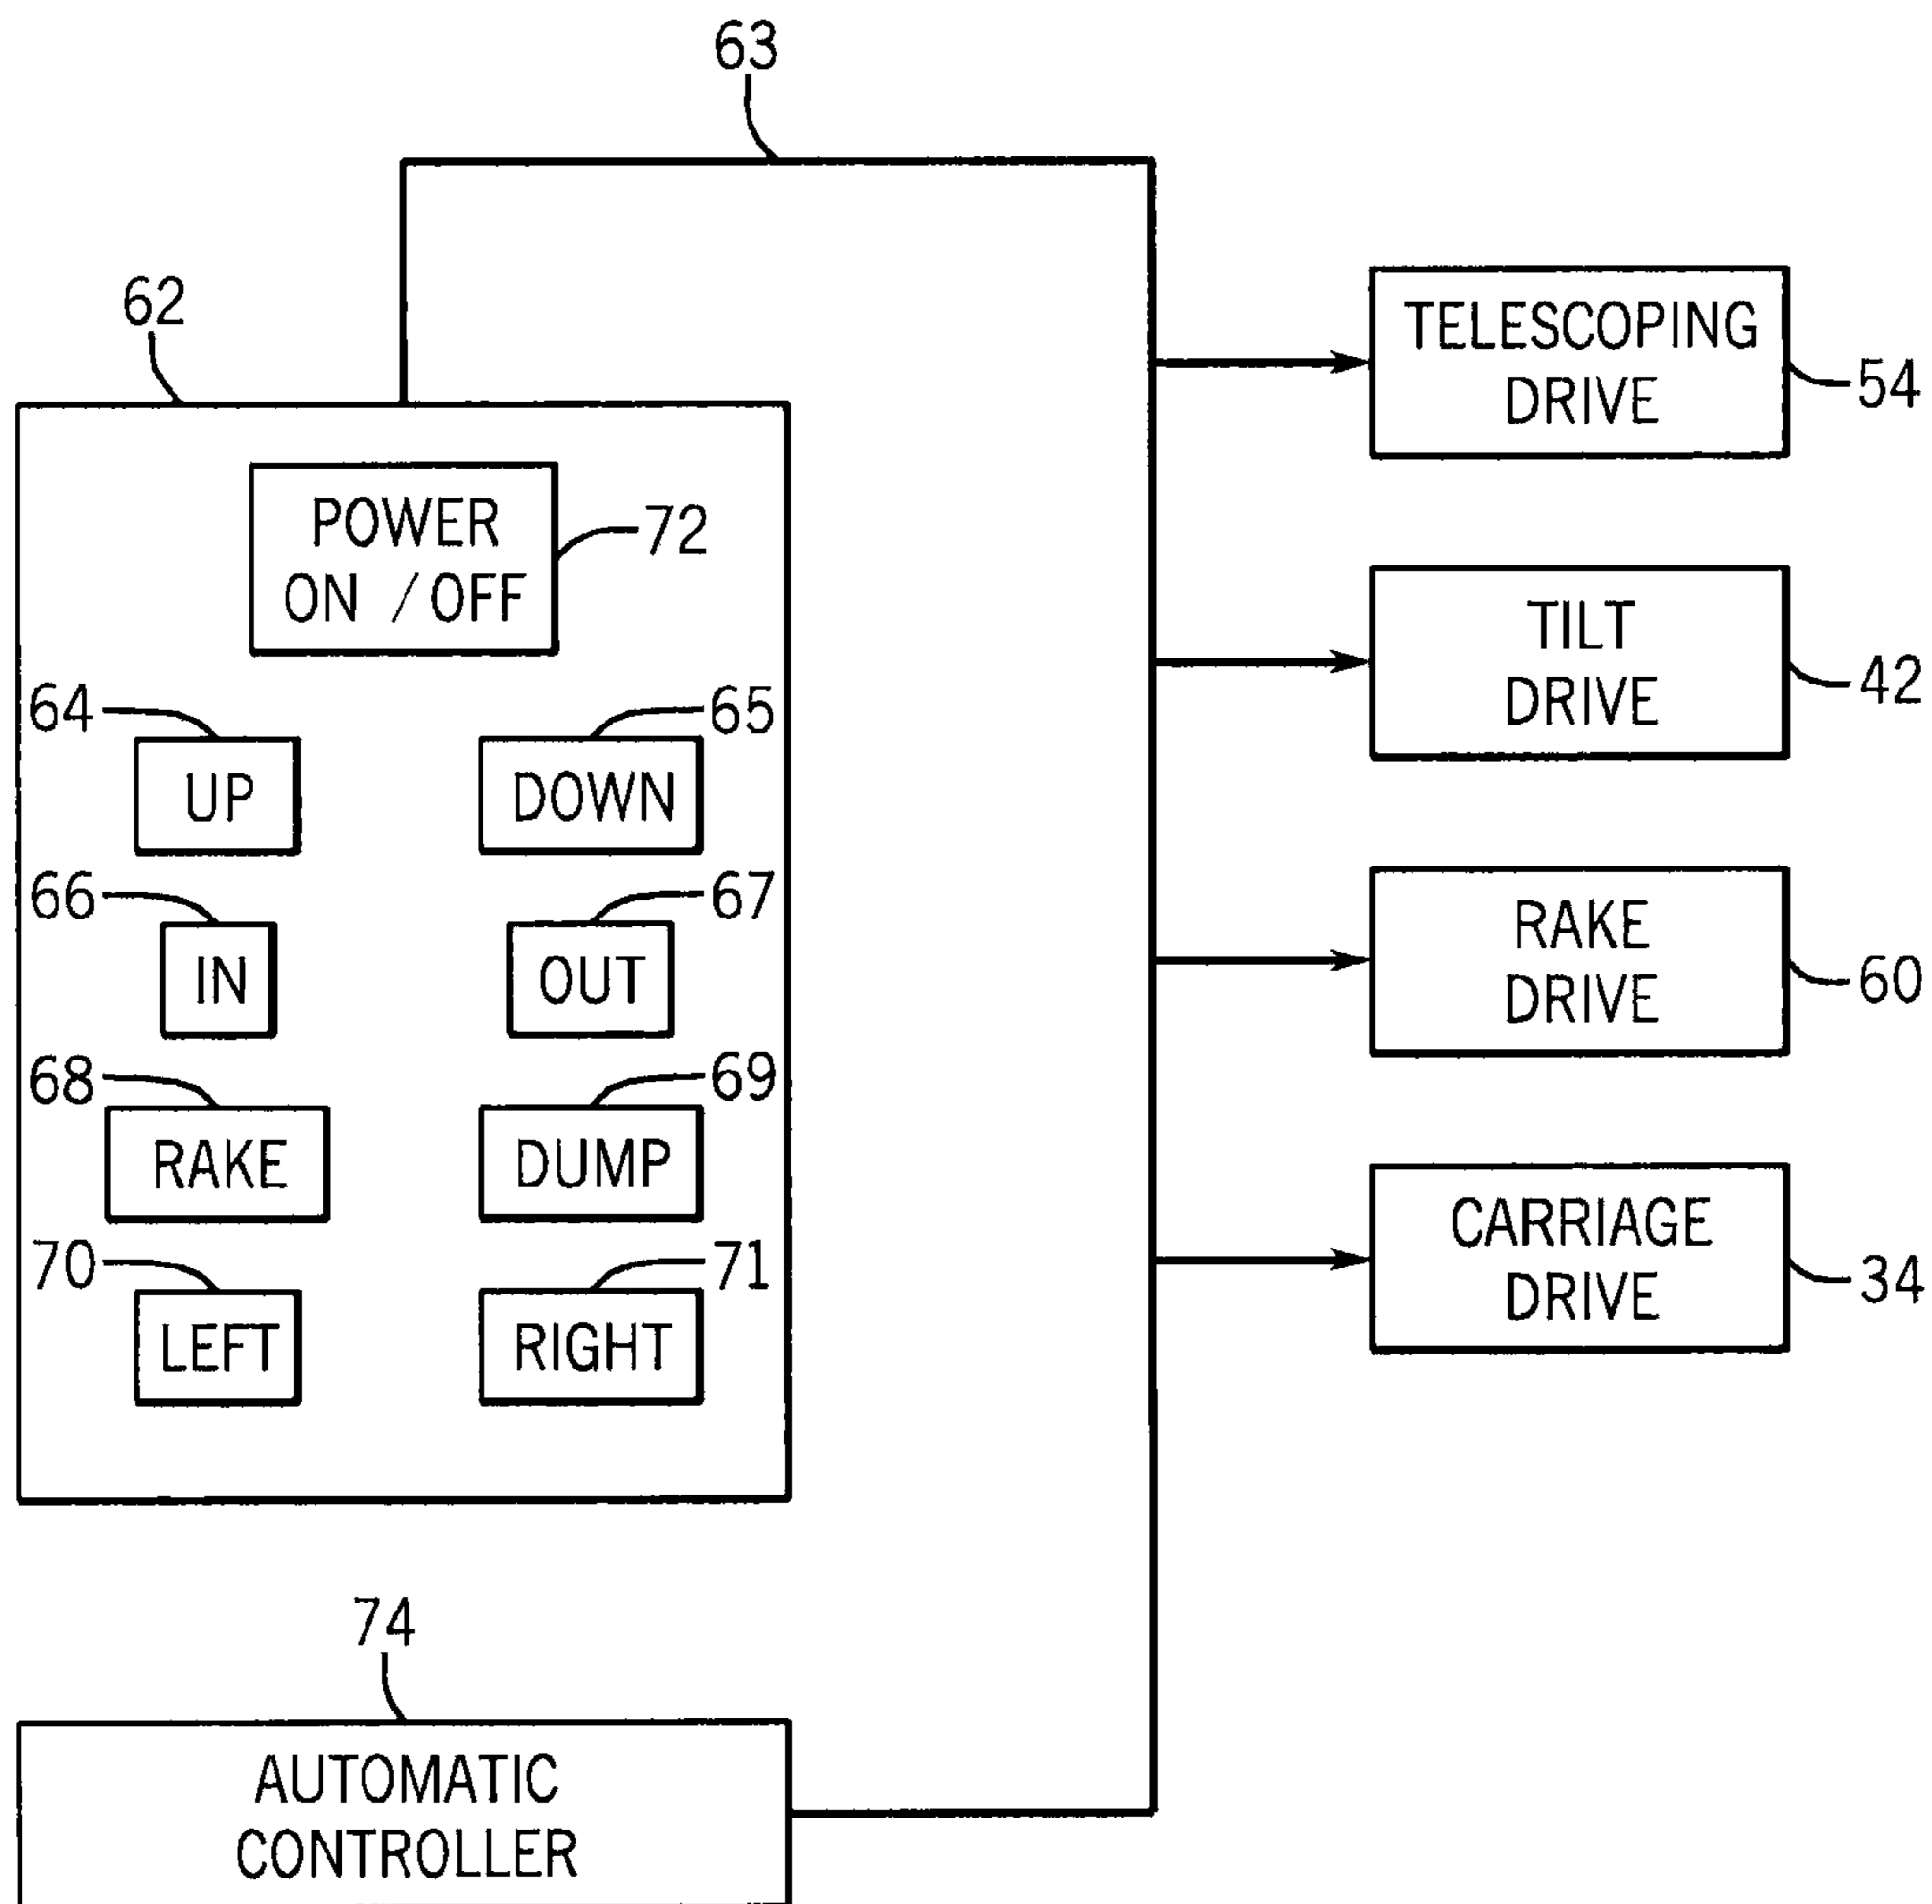 63
62
TELESCOPING
DRIVE
54
POWER
ON / OFF
72
TILT
DRIVE
42
64
UP
65
DOWN
66
IN
67
OUT
RAKE
DRIVE
60
68
RAKE
69
DUMP
70
LEFT
71
RIGHT
CARRIAGE
DRIVE
34
74
AUTOMATIC
CONTROLLER